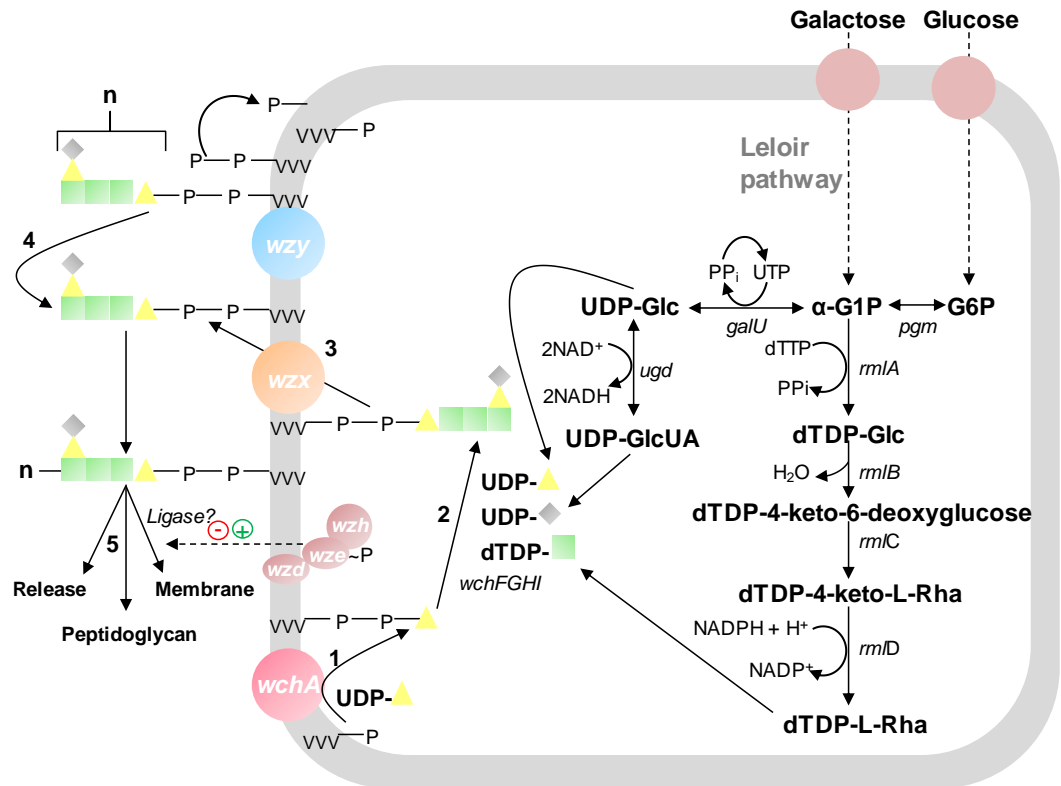 Galactose Glucose
n
P
VVV P
P P VVV
Leloir
pathway
P P VVV
4
wzy
PPi UTP
UDP-Glc α-G1P G6P
galU pgm
P P VVV
3
2NAD⁺ ugd
dTTP rmlA
wzx
2NADH
PPi
VVV P P
UDP-GlcUA dTDP-Glc
n P P VVV
H₂O rmlB
UDP-
2
UDP-
dTDP-4-keto-6-deoxyglucose
Ligase? - +
wzh
5
wze ~P
dTDP-
rmlC
wzd
wchFGHI
Release Membrane
dTDP-4-keto-L-Rha
VVV P P
Peptidoglycan
NADPH + H⁺ rmlD
1
NADP⁺
wchA
UDP-
dTDP-L-Rha
VVV P